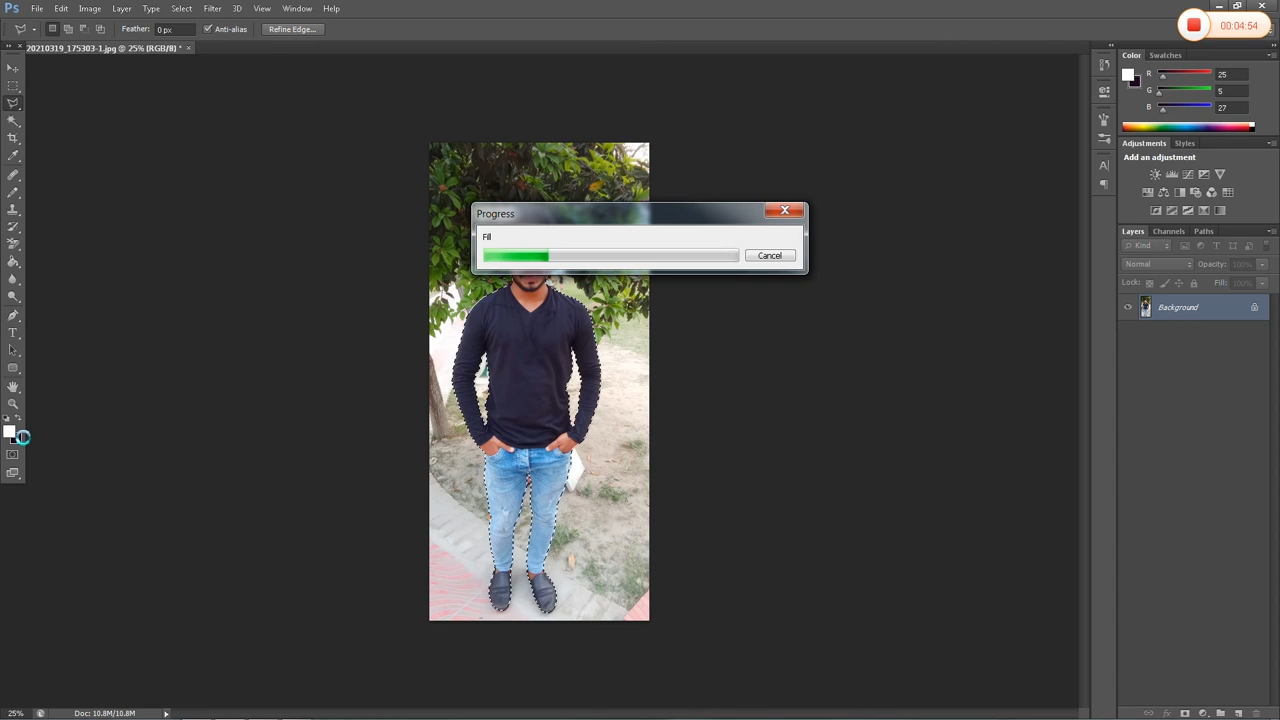 Ps File Edit Image Layer Type Select Filter 3D View Window Help
00:04:54
Feather: 0 px Anti-alias Refine Edge...
20210319_175303-1.jpg @ 25% (RGB/8) *
Color Swatches
R 25
G 5
B 27
Adjustments Styles
Add an adjustment
Progress
Fill
Cancel
Layers Channels Paths
Kind
Normal Opacity: 100%
Lock: Fill: 100%
Background
25% Doc: 10.8M/10.8M